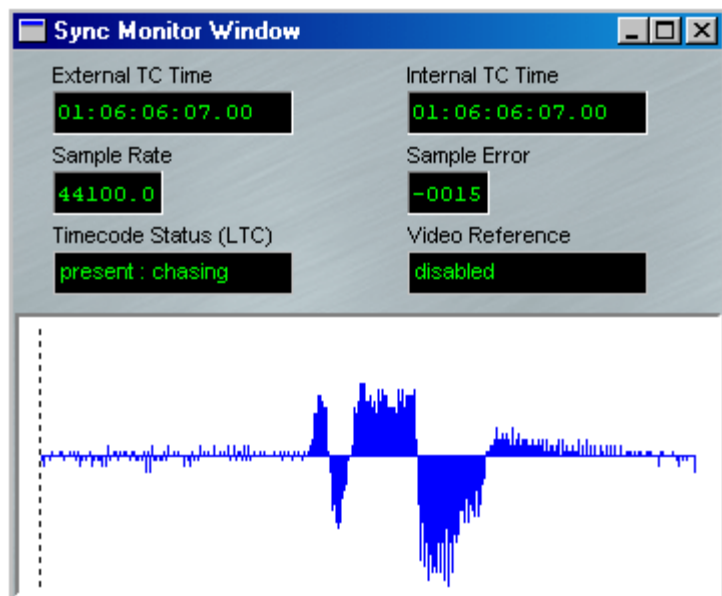 Sync Monitor Window
External TC Time
Internal TC Time
01:06:06:07.00
01:06:06:07.00
Sample Rate
Sample Error
44100.0
-0015
Timecode Status (LTC)
Video Reference
present : chasing
disabled